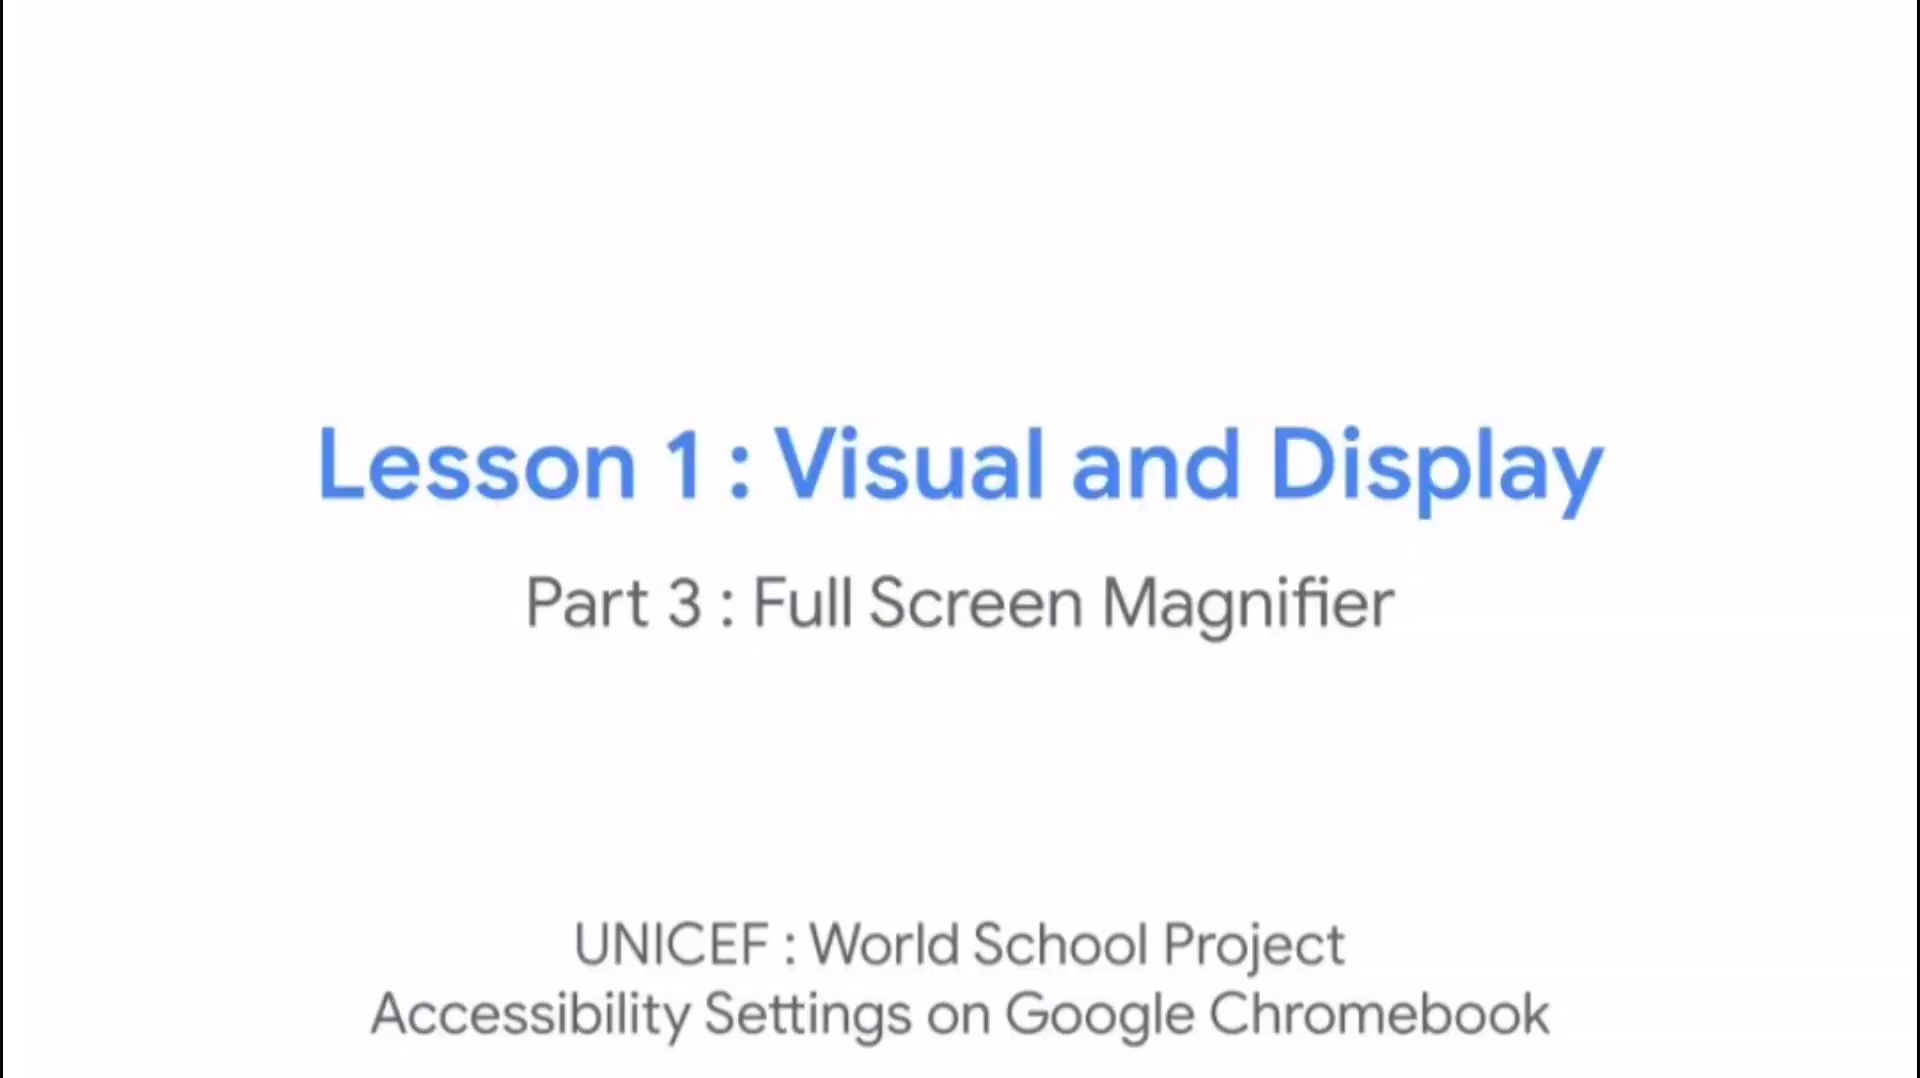 Lesson 1 : Visual and Display
Part 3 : Full Screen Magnifier
UNICEF : World School Project
Accessibility Settings on Google Chromebook